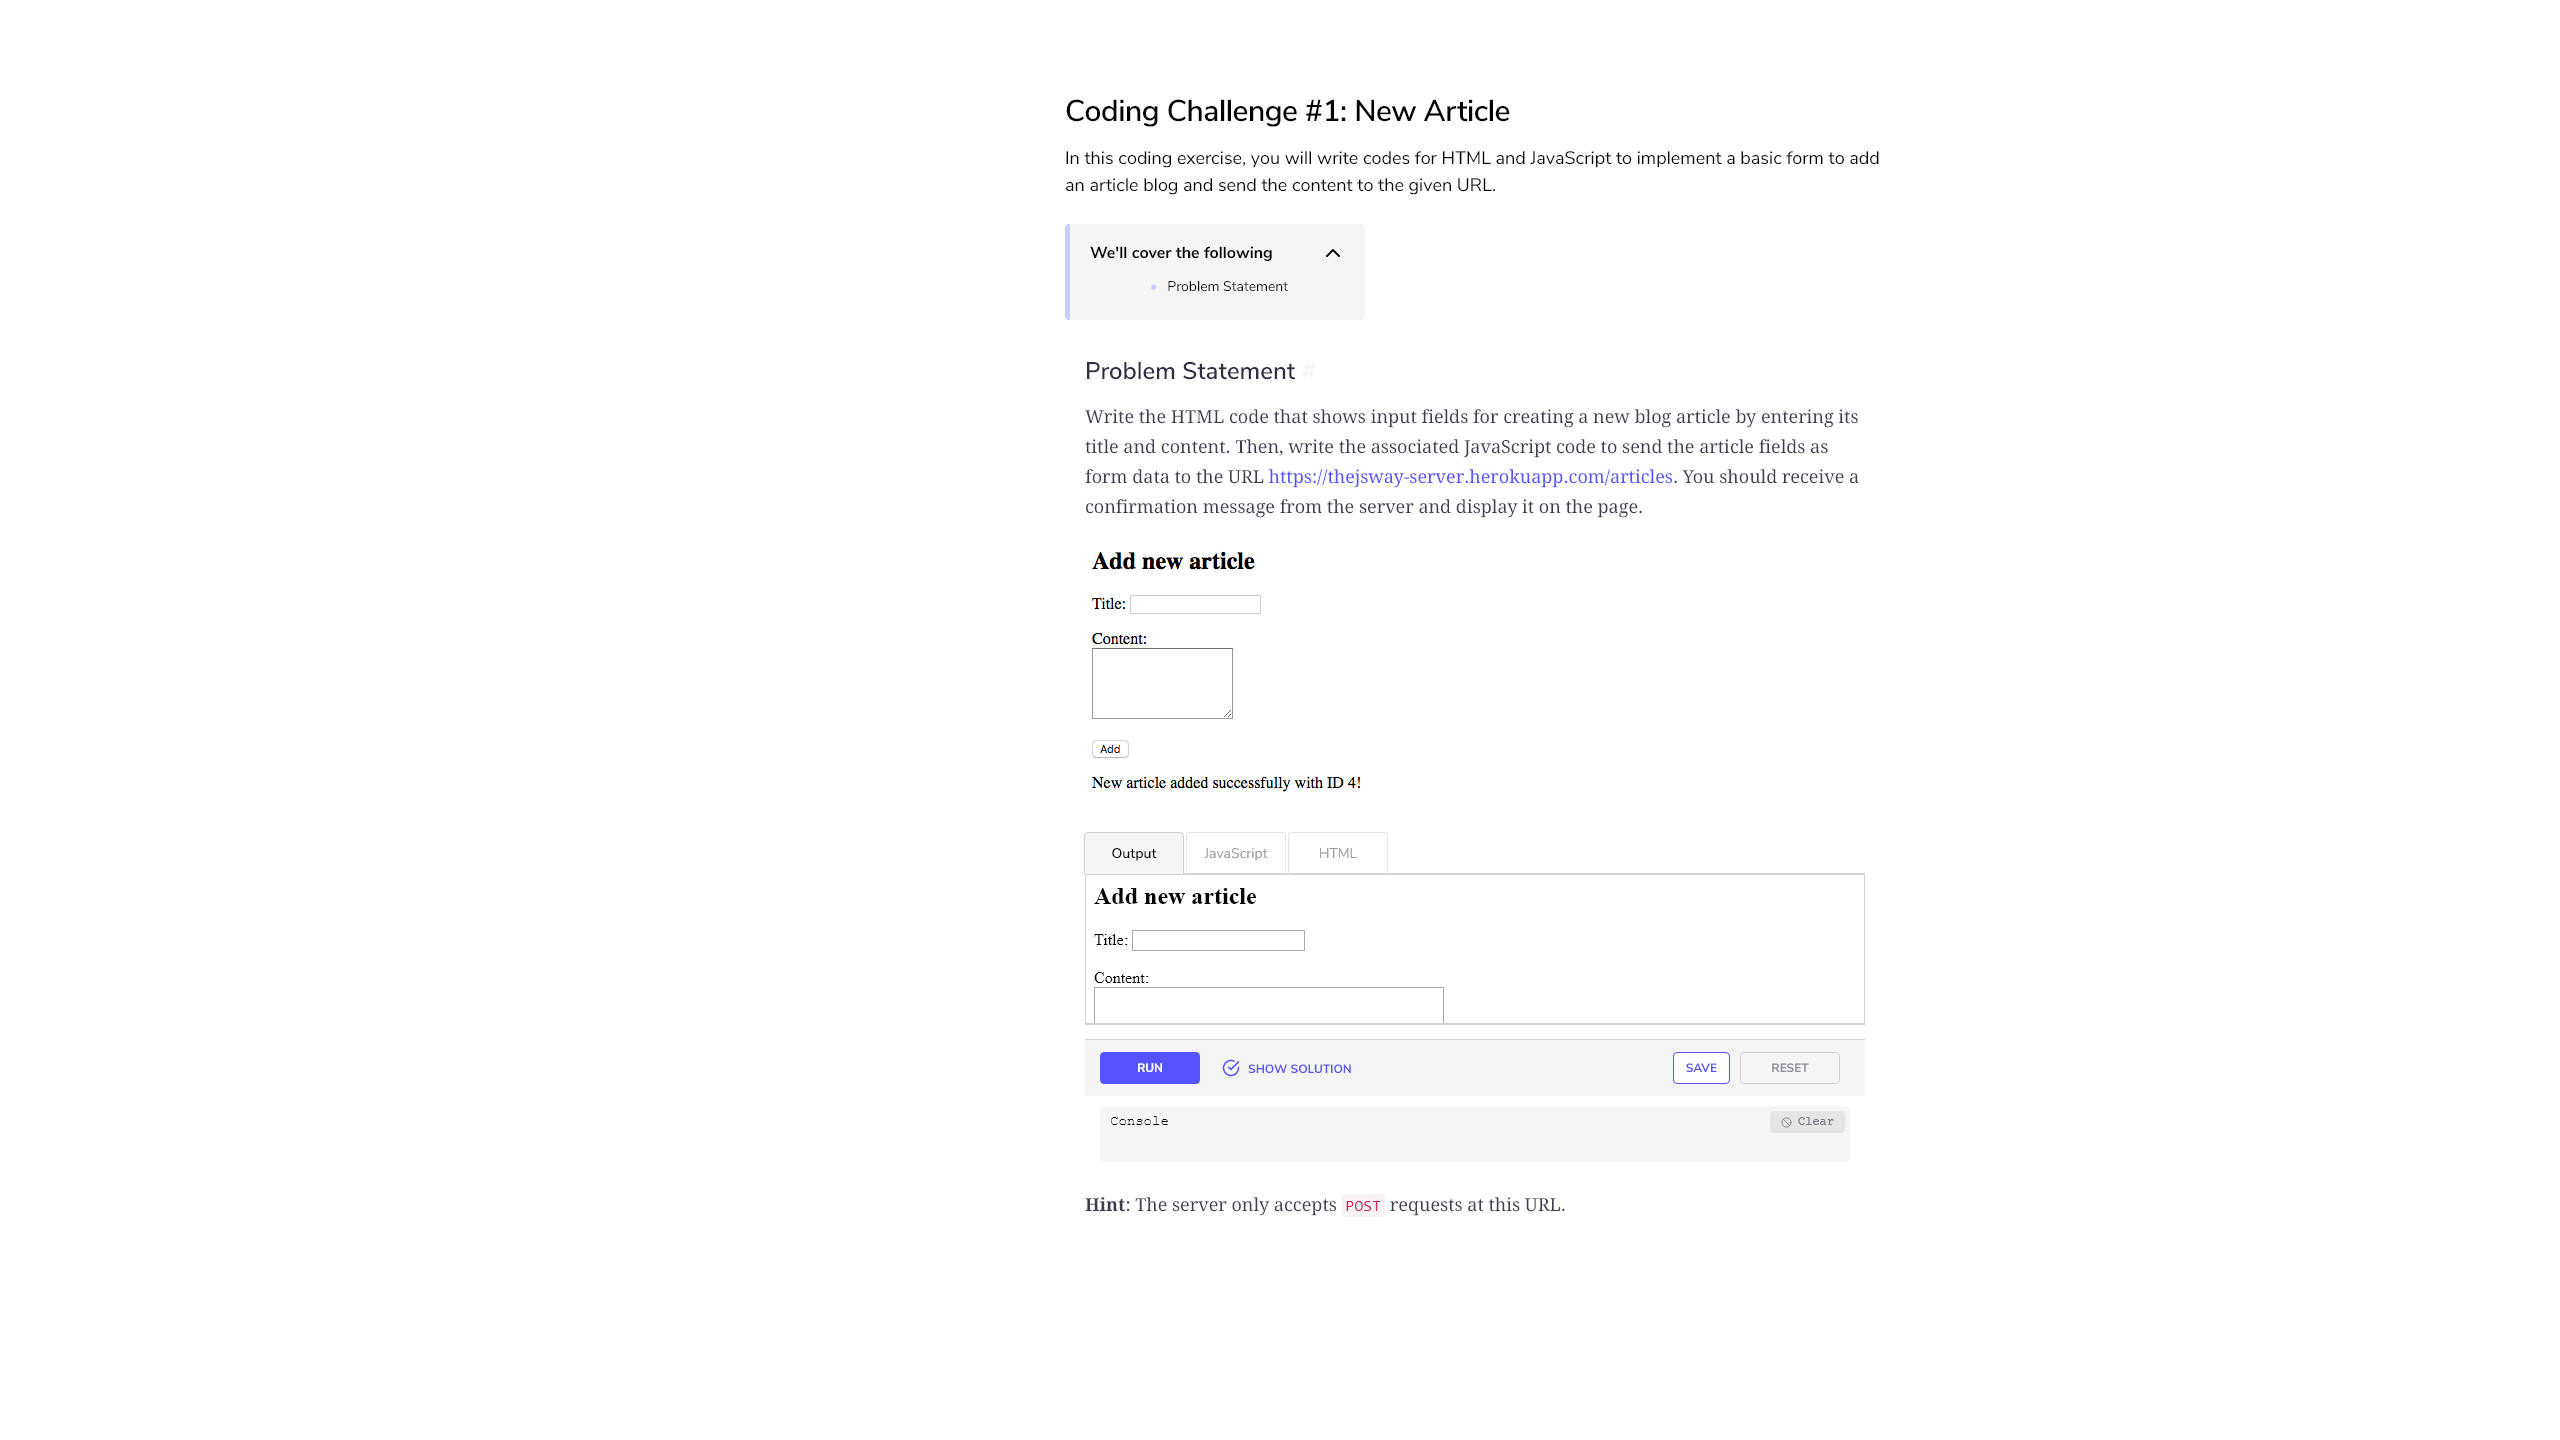 Coding Challenge #1: New Article
In this coding exercise, you will write codes for HTML and JavaScript to implement a basic form to add
an article blog and send the content to the given URL.
We'll cover the following
Problem Statement
Problem Statement #
Write the HTML code that shows input fields for creating a new blog article by entering its
title and content. Then, write the associated JavaScript code to send the article fields as
form data to the URL https://thejsway-server.herokuapp.com/articles. You should receive a
confirmation message from the server and display it on the page.
Add new article
Title:
Content:
Add
New article added successfully with ID 4!
Output JavaScript HTML
Add new article
Title:
Content:
RUN SHOW SOLUTION SAVE RESET
Console Clear
Hint: The server only accepts POST requests at this URL.